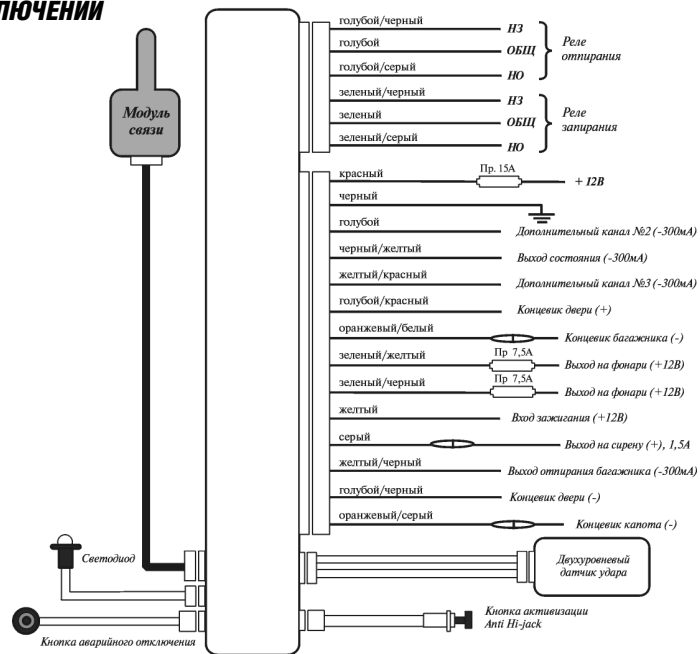 ЛЮЧЕНИИ
Модуль
связи
голубой/черный
НЗ
голубой
ОБЩ
голубой/серый
НО
Реле
отпирания
зеленый/черный
НЗ
зеленый
ОБЩ
зеленый/серый
НО
Реле
запирания
красный
Пр. 15А
+ 12В
черный
голубой
Дополнительный канал №2 (-300мА)
черный/желтый
Выход состояния (-300мА)
желтый/красный
Дополнительный канал №3 (-300мА)
голубой/красный
Концевик двери (+)
оранжевый/белый
Концевик багажника (-)
зеленый/желтый
Пр 7,5А
Выход на фонари (+12В)
зеленый/черный
Пр 7,5А
Выход на фонари (+12В)
желтый
Вход зажигания (+12В)
серый
Выход на сирену (+), 1,5А
желтый/черный
Выход отпирания багажника (-300мА)
голубой/черный
Концевик двери (-)
оранжевый/серый
Концевик капота (-)
Светодиод
Двухуровневый
датчик удара
Кнопка активизации
Anti Hi-jack
Кнопка аварийного отключения